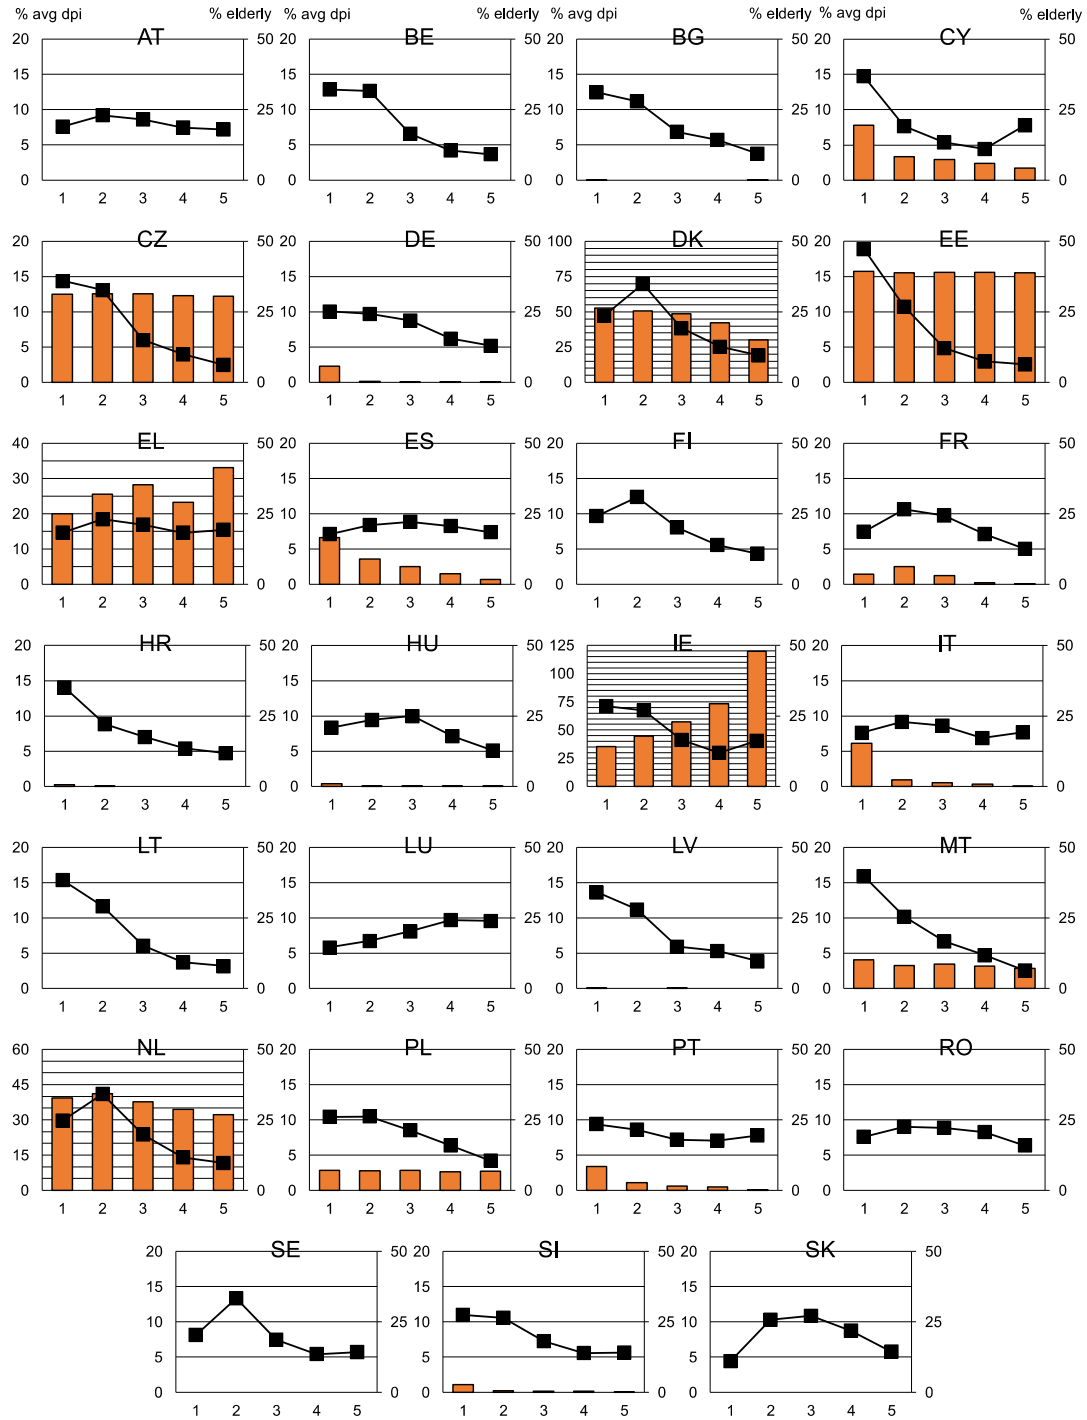 % avg dpi % elderly % avg dpi % elderly % avg dpi % elderly
AT BE BG CY
20 50 20 50 20 50 20 50
15 15 15 15
10 25 10 25 10 25 10 25
5 5 5 5
0 0 0 0 0 0 0 0
1 2 3 4 5 1 2 3 4 5 1 2 3 4 5 1 2 3 4 5
CZ DE DK EE
20 50 20 50 100 50 20 50
15 15 75 15
10 25 10 25 50 25 10 25
5 5 25 5
0 0 0 0 0 0 0 0
1 2 3 4 5 1 2 3 4 5 1 2 3 4 5 1 2 3 4 5
EL ES FI FR
40 50 20 50 20 50 20 50
30 15 15 15
20 25 10 25 10 25 10 25
10 5 5 5
0 0 0 0 0 0 0 0
1 2 3 4 5 1 2 3 4 5 1 2 3 4 5 1 2 3 4 5
HR HU IE IT
20 50 20 50 125 50 20 50
15 15 100 15
10 25 10 25 75 25 10 25
5 5 50 5
25
0 0 0 0 0 0 0 0
1 2 3 4 5 1 2 3 4 5 1 2 3 4 5 1 2 3 4 5
LT LU LV MT
20 50 20 50 20 50 20 50
15 15 15 15
10 25 10 25 10 25 10 25
5 5 5 5
0 0 0 0 0 0 0 0
1 2 3 4 5 1 2 3 4 5 1 2 3 4 5 1 2 3 4 5
NL PL PT RO
60 50 20 50 20 50 20 50
45 15 15 15
30 25 10 25 10 25 10 25
15 5 5 5
0 0 0 0 0 0 0 0
1 2 3 4 5 1 2 3 4 5 1 2 3 4 5 1 2 3 4 5
SE SI SK
20 50 20 50 20 50
15 15 15
10 25 10 25 10 25
5 5 5
0 0 0 0 0 0
1 2 3 4 5 1 2 3 4 5 1 2 3 4 5